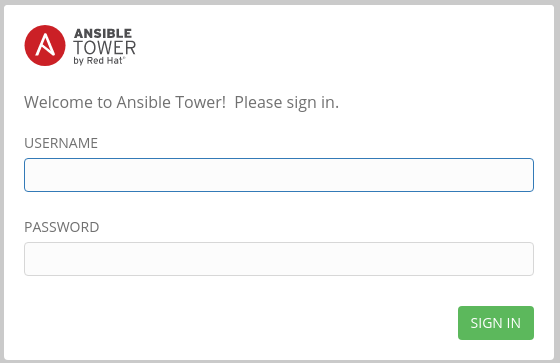 ANSIBLE
TOWER
by Red Hat®
Welcome to Ansible Tower! Please sign in.
USERNAME
PASSWORD
SIGN IN